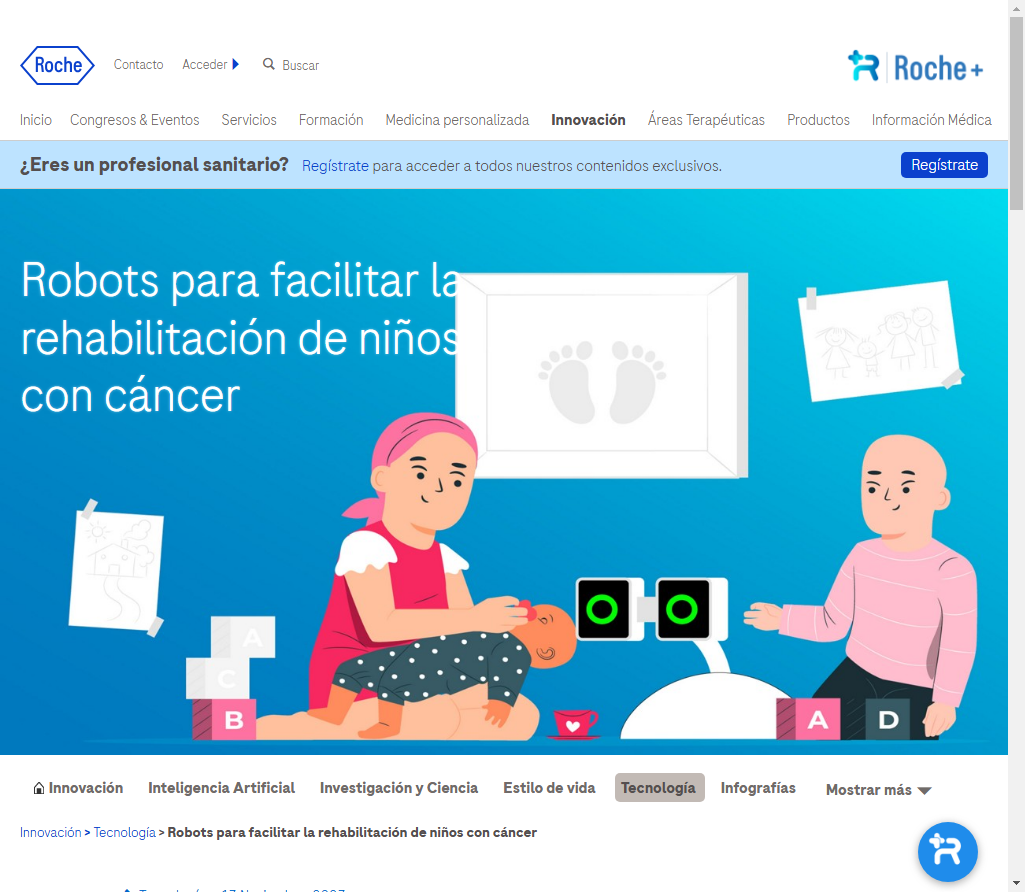 Roche
Contacto
Acceder
Buscar
Roche+
Inicio
Congresos & Eventos
Servicios
Formación
Medicina personalizada
Innovación
Áreas Terapéuticas
Productos
Información Médica
¿Eres un profesional sanitario?
Regístrate para acceder a todos nuestros contenidos exclusivos.
Regístrate
Robots para facilitar la
rehabilitación de niños
con cáncer
A
C
B
A
D
Innovación
Inteligencia Artificial
Investigación y Ciencia
Estilo de vida
Tecnología
Infografías
Mostrar más
Innovación > Tecnología > Robots para facilitar la rehabilitación de niños con cáncer